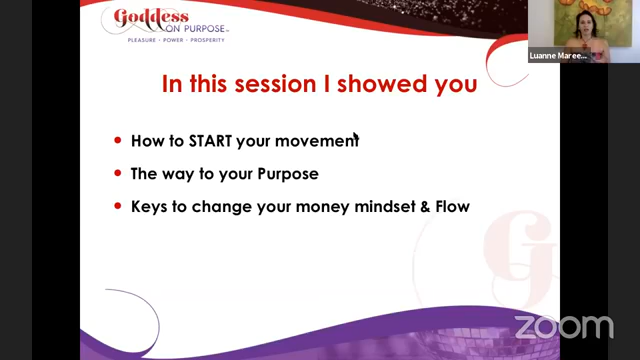 Goddess
ON PURPOSE™
PLEASURE • POWER • PROSPERITY
Luanne Maree...
In this session I showed you
• How to START your movement
• The way to your Purpose
• Keys to change your money mindset & Flow
G
zoom